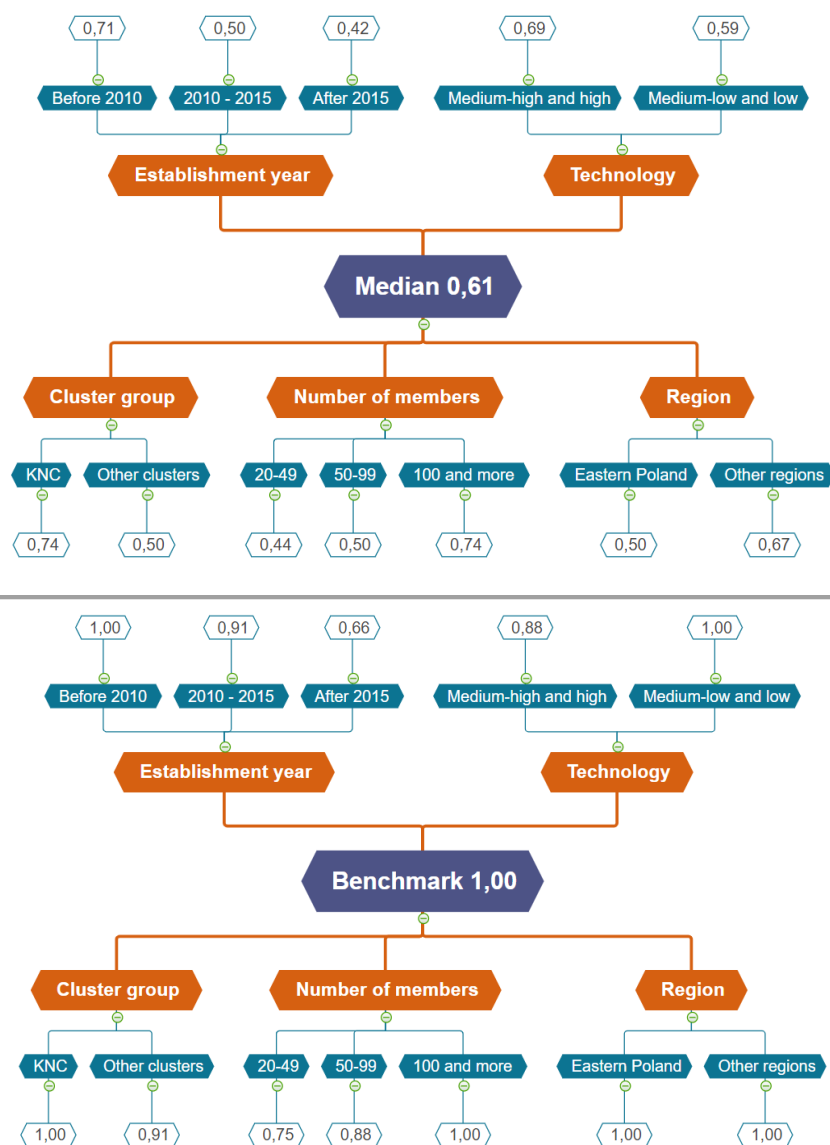 0,71 0,50 0,42 0,69 0,59
Before 2010 2010 - 2015 After 2015 Medium-high and high Medium-low and low
Establishment year Technology
Median 0,61
Cluster group Number of members Region
KNC Other clusters 20-49 50-99 100 and more Eastern Poland Other regions
0,74 0,50 0,44 0,50 0,74 0,50 0,67
1,00 0,91 0,66 0,88 1,00
Before 2010 2010 - 2015 After 2015 Medium-high and high Medium-low and low
Establishment year Technology
Benchmark 1,00
Cluster group Number of members Region
KNC Other clusters 20-49 50-99 100 and more Eastern Poland Other regions
1,00 0,91 0,75 0,88 1,00 1,00 1,00